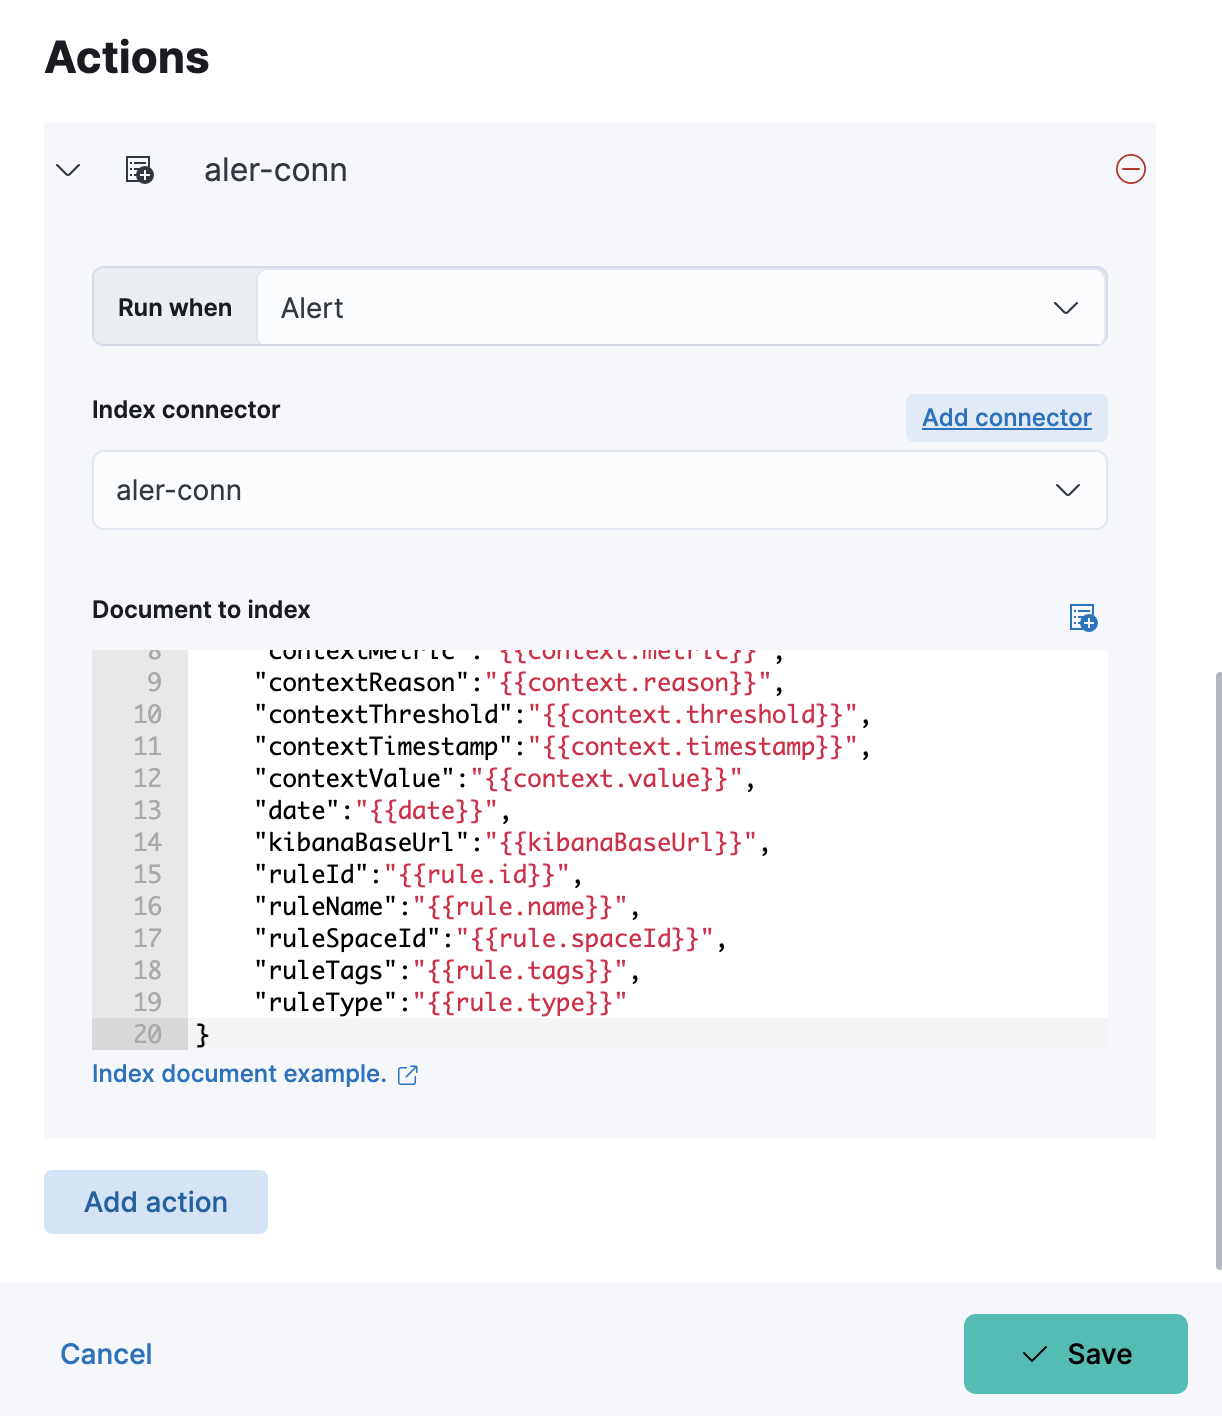 Actions
aler-conn
Run when Alert
Index connector
Add connector
aler-conn
Document to index
8 "contextMetric":"{{context.metric}}",
9 "contextReason":"{{context.reason}}",
10 "contextThreshold":"{{context.threshold}}",
11 "contextTimestamp":"{{context.timestamp}}",
12 "contextValue":"{{context.value}}",
13 "date":"{{date}}",
14 "kibanaBaseUrl":"{{kibanaBaseUrl}}",
15 "ruleId":"{{rule.id}}",
16 "ruleName":"{{rule.name}}",
17 "ruleSpaceId":"{{rule.spaceId}}",
18 "ruleTags":"{{rule.tags}}",
19 "ruleType":"{{rule.type}}"
20 }
Index document example.
Add action
Cancel
Save